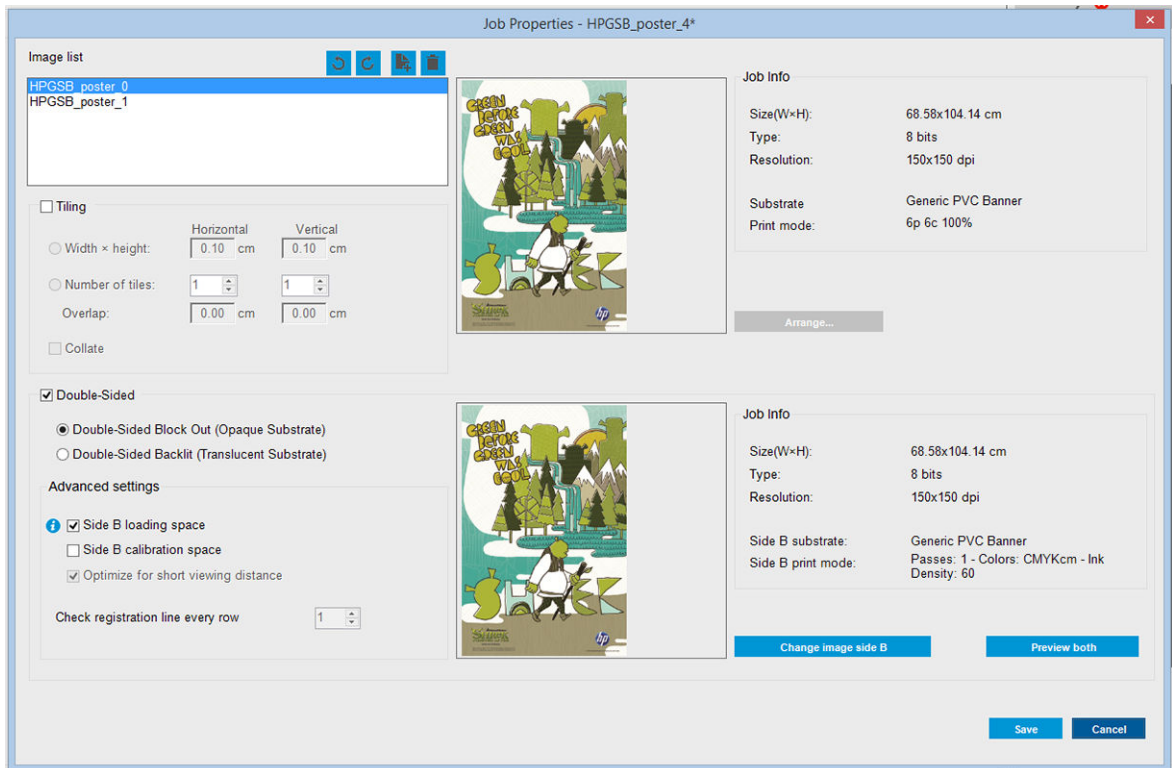 Job Properties - HPGSB_poster_4*
Image list
HPGSB_poster_0
HPGSB_poster_1
Tiling
Horizontal Vertical
Width × height: 0.10 cm 0.10 cm
Number of tiles: 1 1
Overlap: 0.00 cm 0.00 cm
Collate
GREEN
BEFORE
GREEN
WAS
COOL
SHREK
hp
Job Info
Size(W×H): 68.58x104.14 cm
Type: 8 bits
Resolution: 150x150 dpi
Substrate Generic PVC Banner
Print mode: 6p 6c 100%
Arrange...
Double-Sided
Double-Sided Block Out (Opaque Substrate)
Double-Sided Backlit (Translucent Substrate)
Advanced settings
Side B loading space
Side B calibration space
Optimize for short viewing distance
Check registration line every row 1
GREEN
BEFORE
GREEN
WAS
COOL
SHREK
hp
Job Info
Size(W×H): 68.58x104.14 cm
Type: 8 bits
Resolution: 150x150 dpi
Side B substrate: Generic PVC Banner
Side B print mode: Passes: 1 - Colors: CMYKcm - Ink
Density: 60
Change image side B Preview both
Save Cancel